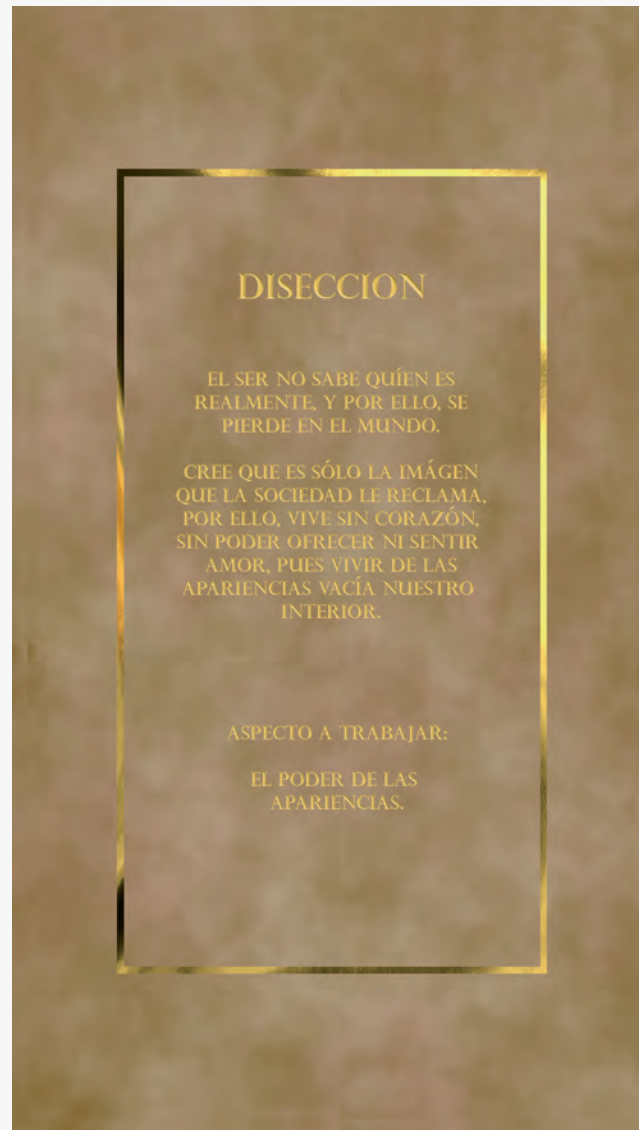 DISECCION
EL SER NO SABE QUÍEN ES
REALMENTE, Y POR ELLO, SE
PIERDE EN EL MUNDO.
CREE QUE ES SÓLO LA IMÁGEN
QUE LA SOCIEDAD LE RECLAMA,
POR ELLO, VIVE SIN CORAZÓN,
SIN PODER OFRECER NI SENTIR
AMOR, PUES VIVIR DE LAS
APARIENCIAS VACÍA NUESTRO
INTERIOR.
ASPECTO A TRABAJAR:
EL PODER DE LAS
APARIENCIAS.